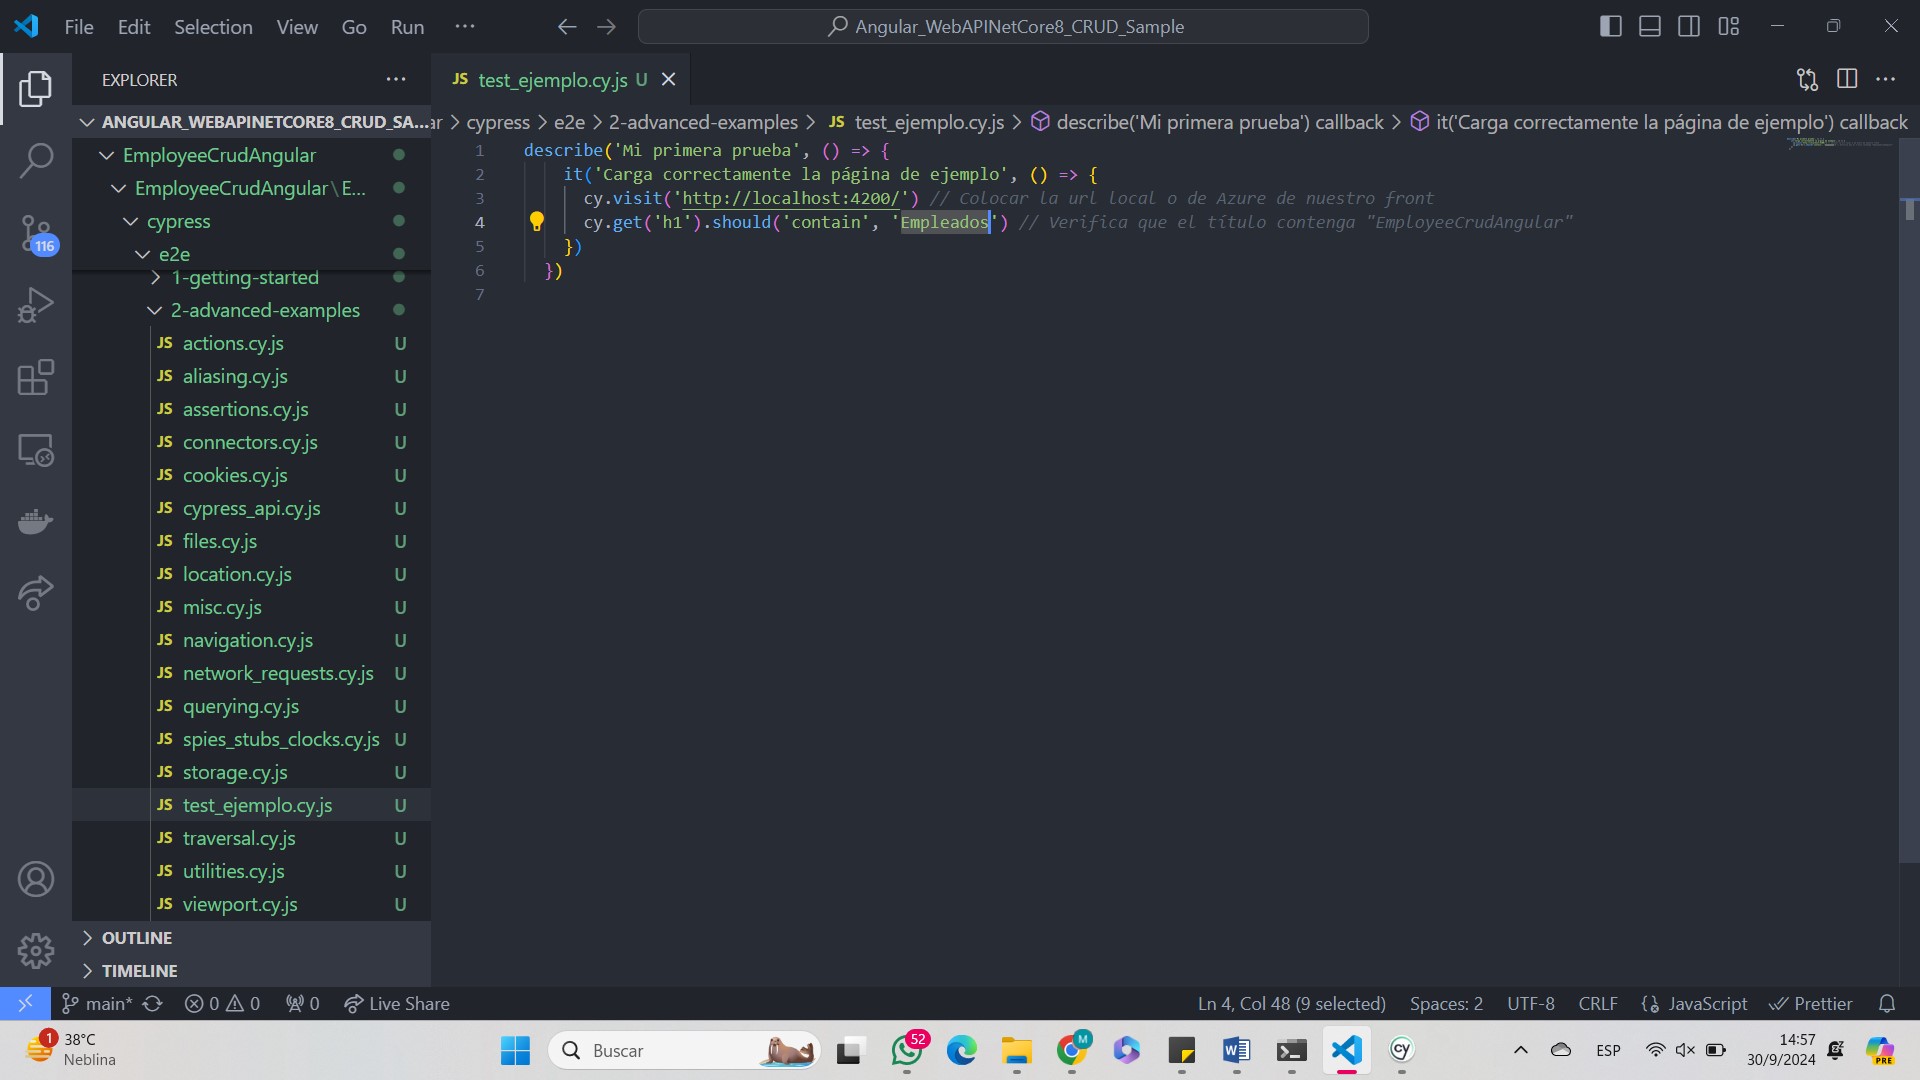 File Edit Selection View Go Run ··· Angular_WebAPINetCore8_CRUD_Sample
EXPLORER ···
JS test_ejemplo.cy.js U
ANGULAR_WEBAPINETCORE8_CRUD_SA...
ar > cypress > e2e > 2-advanced-examples > JS test_ejemplo.cy.js > describe('Mi primera prueba') callback > it('Carga correctamente la página de ejemplo') callback
EmployeeCrudAngular
EmployeeCrudAngular\E...
cypress
e2e
1-getting-started
2-advanced-examples
JS actions.cy.js U
JS aliasing.cy.js U
JS assertions.cy.js U
JS connectors.cy.js U
JS cookies.cy.js U
JS cypress_api.cy.js U
JS files.cy.js U
JS location.cy.js U
JS misc.cy.js U
JS navigation.cy.js U
JS network_requests.cy.js U
JS querying.cy.js U
JS spies_stubs_clocks.cy.js U
JS storage.cy.js U
JS test_ejemplo.cy.js U
JS traversal.cy.js U
JS utilities.cy.js U
JS viewport.cy.js U
OUTLINE
TIMELINE
116
1 describe('Mi primera prueba', () => {
2 it('Carga correctamente la página de ejemplo', () => {
3 cy.visit('http://localhost:4200/') // Colocar la url local o de Azure de nuestro front
4 cy.get('h1').should('contain', 'Empleados') // Verifica que el título contenga "EmployeeCrudAngular"
5 })
6 })
7
main* 0 0 0 Live Share Ln 4, Col 48 (9 selected) Spaces: 2 UTF-8 CRLF {} JavaScript Prettier
1 38°C
Neblina
Buscar
52
M
cy
ESP
14:57
30/9/2024
PRE